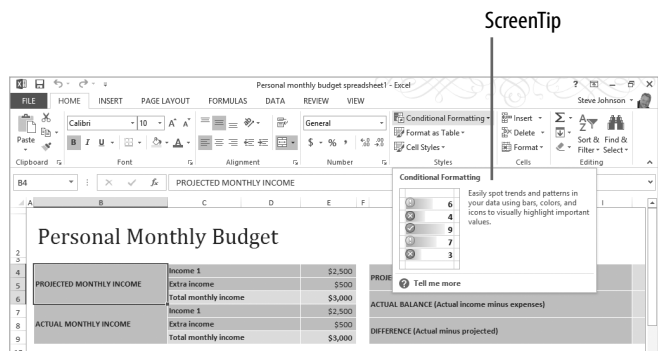 ScreenTip
Personal monthly budget spreadsheet1 - Excel
FILE HOME INSERT PAGE LAYOUT FORMULAS DATA REVIEW VIEW Steve Johnson
Calibri 10 General Conditional Formatting Insert
Paste Format as Table Delete Sort & Find &
Cell Styles Format Filter Select
Clipboard Font Alignment Number Styles Cells Editing
B4 fx PROJECTED MONTHLY INCOME
A B C D E F I
Conditional Formatting
Easily spot trends and patterns in
your data using bars, colors, and
icons to visually highlight important
values.
6
4
9
7
3
Tell me more
2 Personal Monthly Budget
3
4 Income 1 $2,500
5 PROJECTED MONTHLY INCOME Extra income $500 PROJE
6 Total monthly income $3,000 ACTUAL BALANCE (Actual income minus expenses)
7 Income 1 $2,500
8 ACTUAL MONTHLY INCOME Extra income $500 DIFFERENCE (Actual minus projected)
9 Total monthly income $3,000